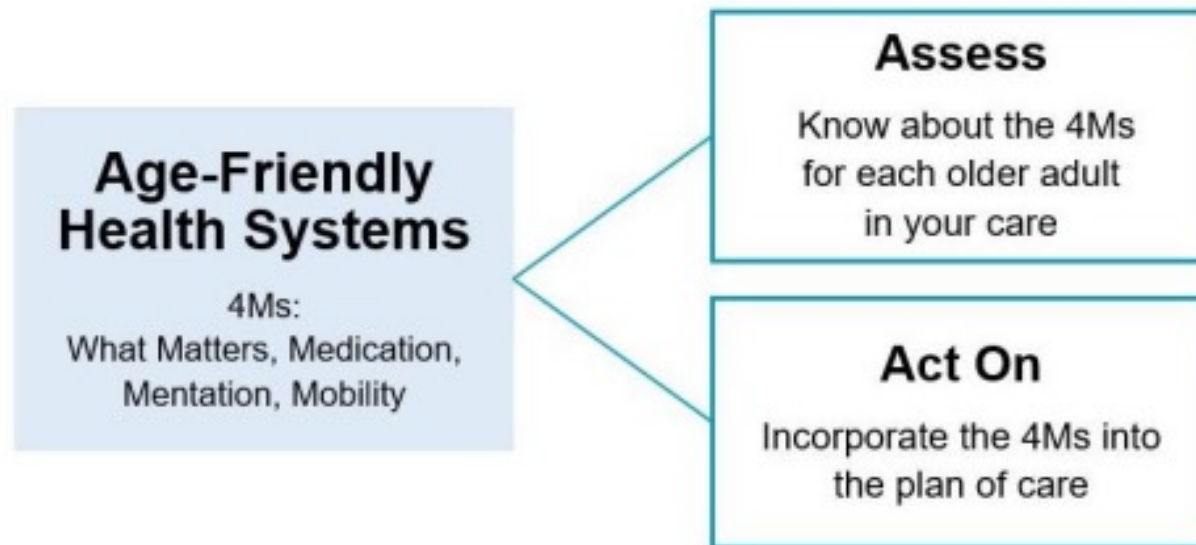 Age-Friendly
Health Systems
4Ms:
What Matters, Medication,
Mentation, Mobility
Assess
Know about the 4Ms
for each older adult
in your care
Act On
Incorporate the 4Ms into
the plan of care